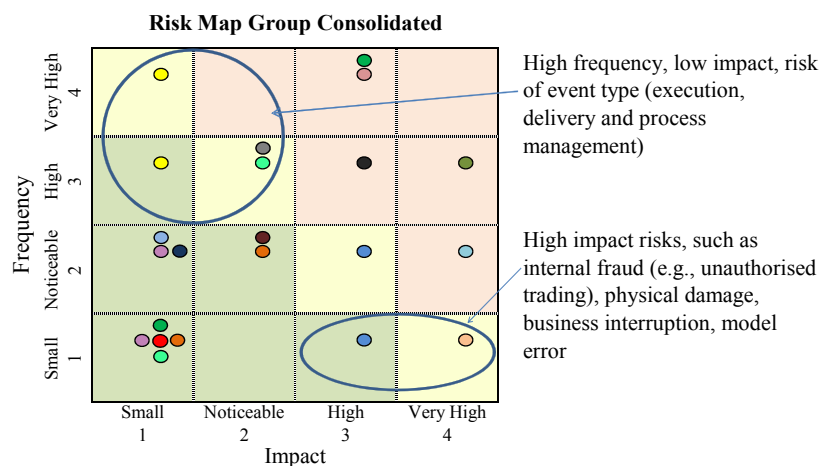 Risk Map Group Consolidated
Very High
4
High
3
Noticeable
2
Small
1
Frequency
Small
1
Noticeable
2
High
3
Very High
4
Impact
High frequency, low impact, risk
of event type (execution,
delivery and process
management)
High impact risks, such as
internal fraud (e.g., unauthorised
trading), physical damage,
business interruption, model
error